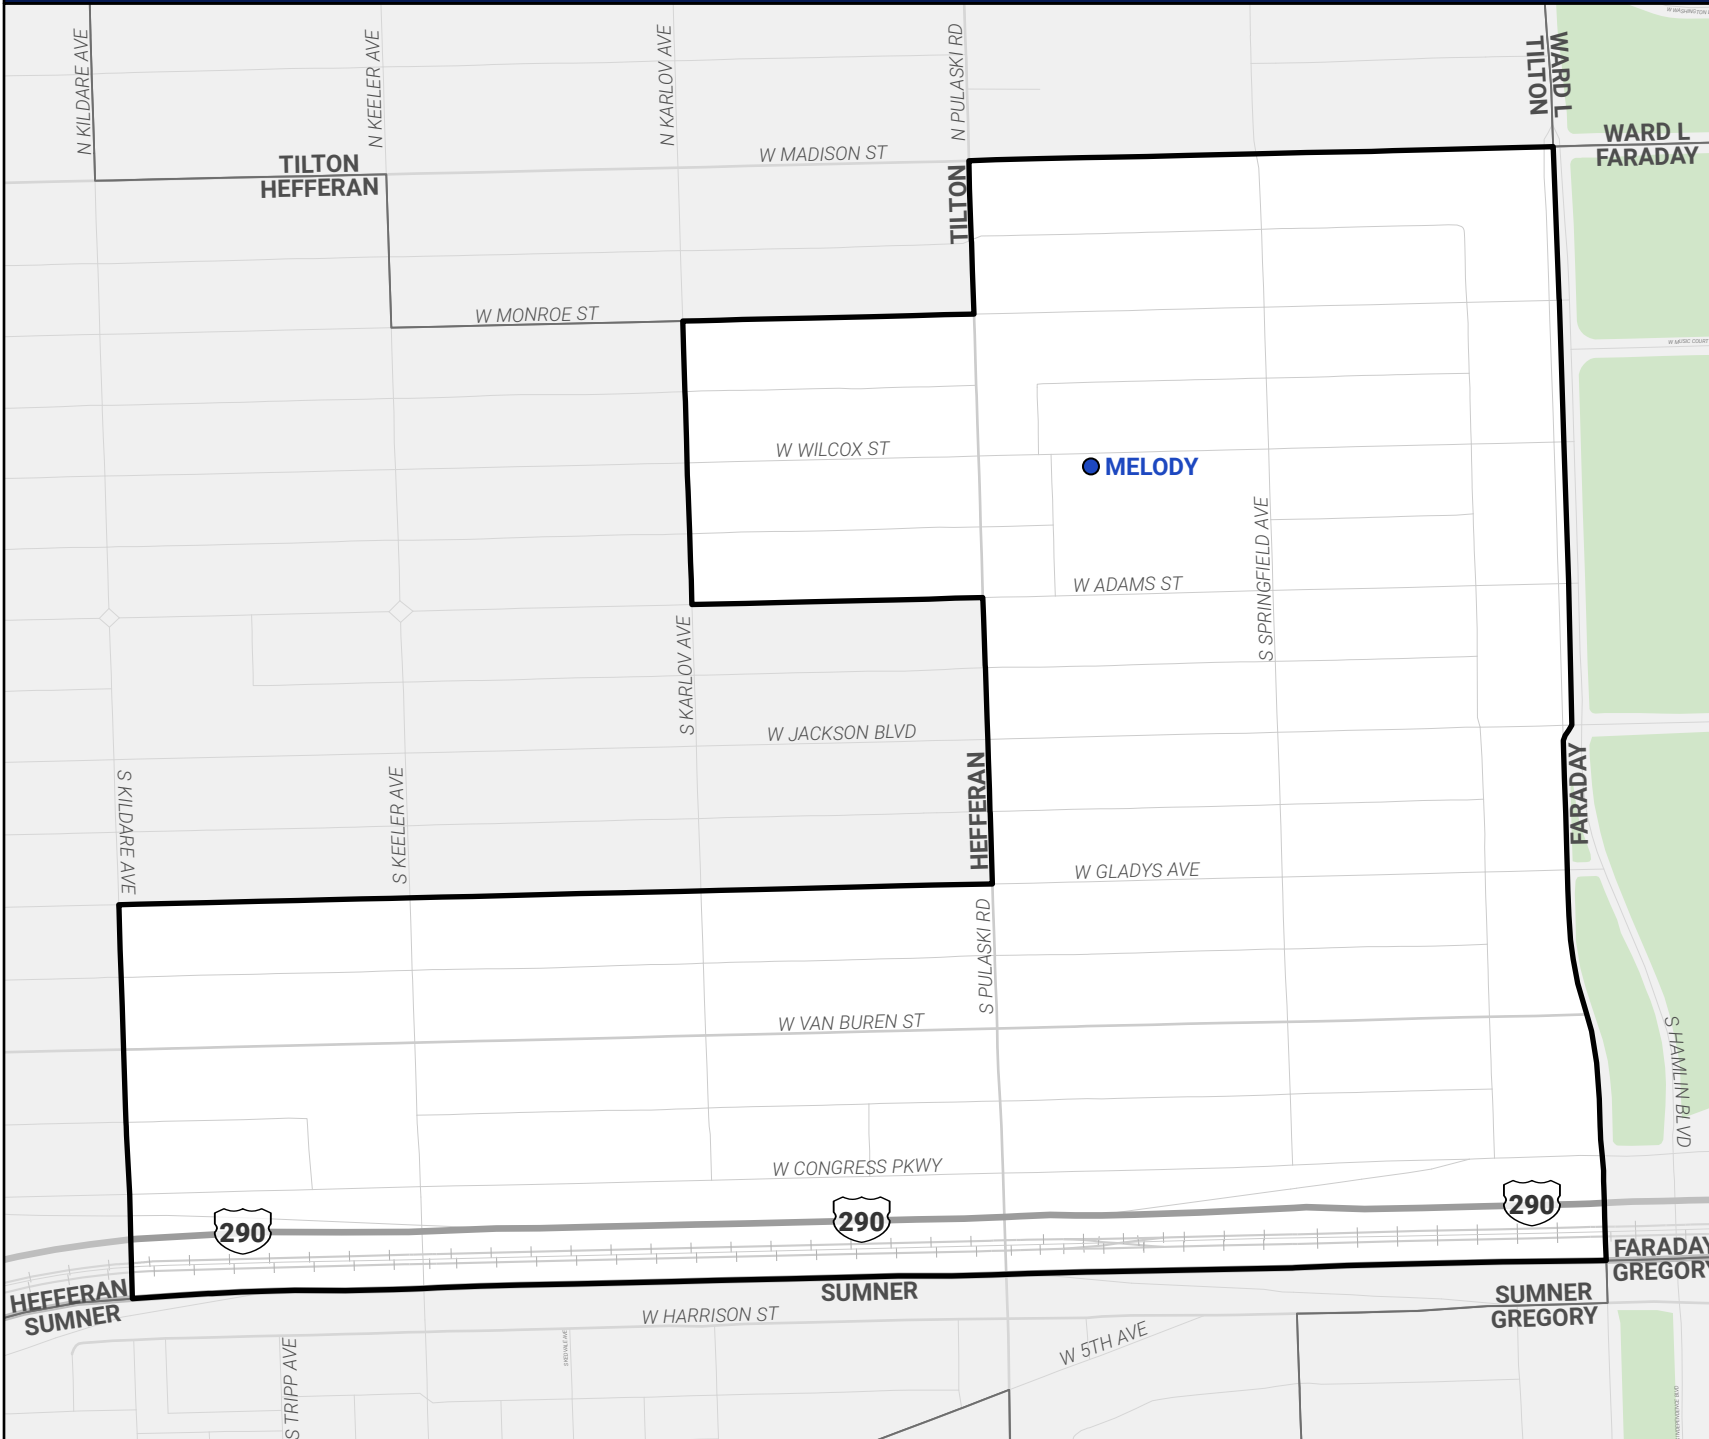 N KILDARE AVE
N KEELER AVE
N KARLOV AVE
N PULASKI RD
TILTON
WARD L
WARD L
FARADAY
TILTON
HEFFERAN
W MADISON ST
TILTON
W MONROE ST
W MUSIC COURT
W WILCOX ST
MELODY
S SPRINGFIELD AVE
W ADAMS ST
S KARLOV AVE
W JACKSON BLVD
HEFFERAN
FARADAY
S KILDARE AVE
S KEELER AVE
W GLADYS AVE
S PULASKI RD
W VAN BUREN ST
S HAMLIN BLVD
W CONGRESS PKWY
290
290
290
HEFFERAN
SUMNER
SUMNER
FARADAY
GREGORY
SUMNER
GREGORY
W HARRISON ST
W 5TH AVE
S TRIPP AVE